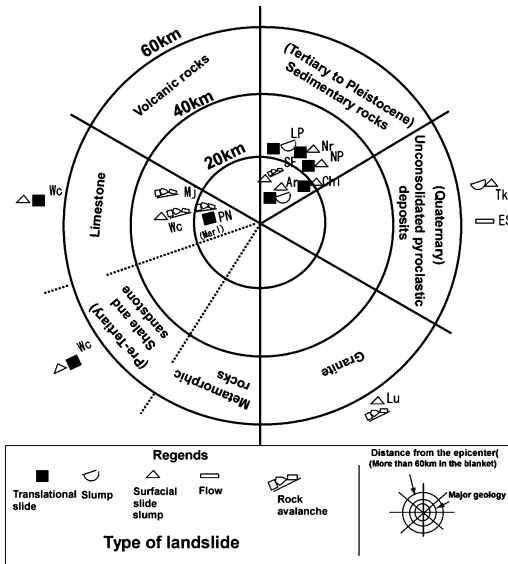 60km
40km
20km
Volcanic rocks
(Tertiary to Pleistocene)
Sedimentary rocks
Unconsolidated pyroclastic
deposits
(Quaternary)
Limestone
(Pre-Tertiary)
Shale and
sandstone
Metamorphic
rocks
Granite
LP
Nr
NP
SF
Ar
Chi
Mj
Wc
PN
(Marl)
Wc
Wc
Tk
ES
Lu
Regends
Translational
slide
Slump
Surfacial
slide
slump
Flow
Rock
avalanche
Type of landslide
Distance from the epicenter(
(More than 60km in the blanket)
Major geology